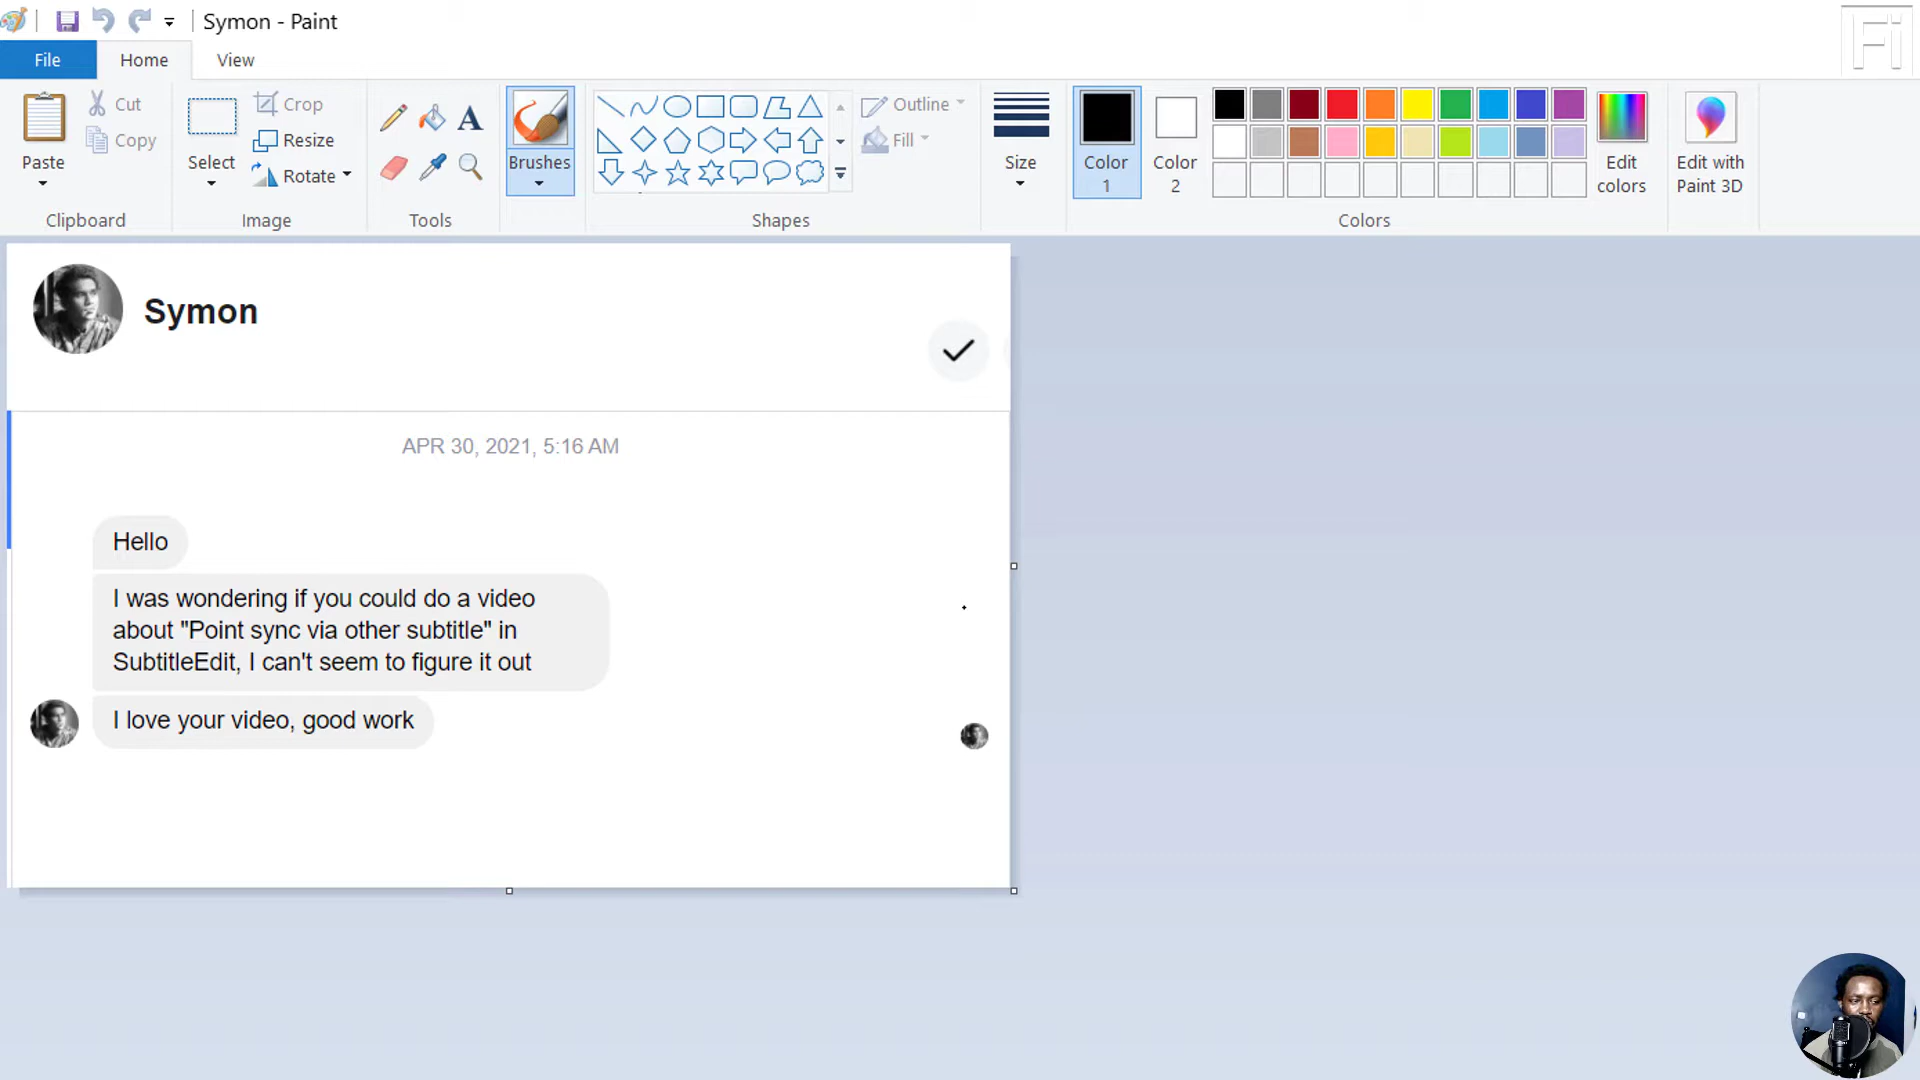 Symon - Paint
Fi
File
Home
View
Paste
Cut
Copy
Clipboard
Select
Crop
Resize
Rotate
Image
A
Tools
Brushes
Shapes
Outline
Fill
Size
Color
1
Color
2
Colors
Edit
colors
Edit with
Paint 3D
Symon
APR 30, 2021, 5:16 AM
Hello
I was wondering if you could do a video
about "Point sync via other subtitle" in
SubtitleEdit, I can't seem to figure it out
I love your video, good work